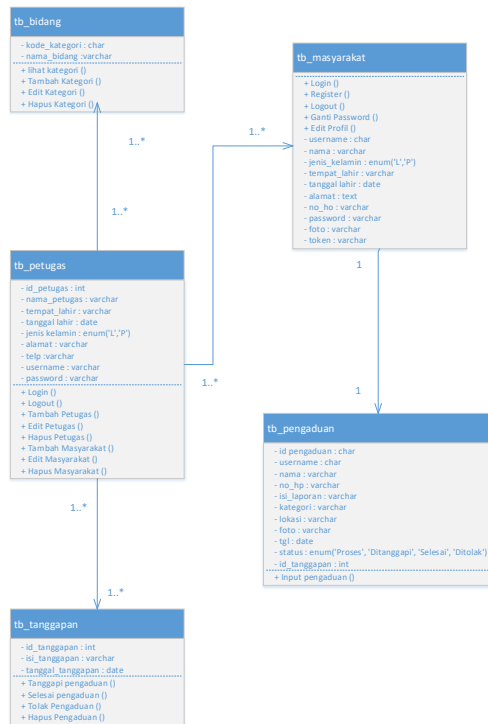 tb_bidang
- kode_kategori : char
- nama_bidang :varchar
+ lihat kategori ()
+ Tambah Kategori ()
+ Edit Kategori ()
+ Hapus Kategori ()
1..*
1..*
tb_masyarakat
+ Login ()
+ Register ()
+ Logout ()
+ Ganti Password ()
+ Edit Profil ()
- username : char
- nama : varchar
- jenis_kelamin : enum('L','P')
- tempat_lahir : varchar
- tanggal lahir : date
- alamat : text
- no_ho : varchar
- password : varchar
- foto : varchar
- token : varchar
1..*
1..*
tb_petugas
- id_petugas : int
- nama_petugas : varchar
- tempat_lahir : varchar
- tanggal lahir : date
- jenis kelamin : enum('L','P')
- alamat : varchar
- telp :varchar
- username : varchar
- password : varchar
+ Login ()
+ Logout ()
+ Tambah Petugas ()
+ Edit Petugas ()
+ Hapus Petugas ()
+ Tambah Masyarakat ()
+ Edit Masyarakat ()
+ Hapus Masyarakat ()
1
1
tb_pengaduan
- id pengaduan : char
- username : char
- nama : varchar
- no_hp : varchar
- isi_laporan : varchar
- kategori : varchar
- lokasi : varchar
- foto : varchar
- tgl : date
- status : enum('Proses', 'Ditanggapi', 'Selesai', 'Ditolak')
- id_tanggapan : int
+ Input pengaduan ()
1..*
1..*
tb_tanggapan
- id_tanggapan : int
- isi_tanggapan : varchar
- tanggal_tanggapan : date
+ Tanggapi pengaduan ()
+ Selesai pengaduan ()
+ Tolak Pengaduan ()
+ Hapus Pengaduan ()